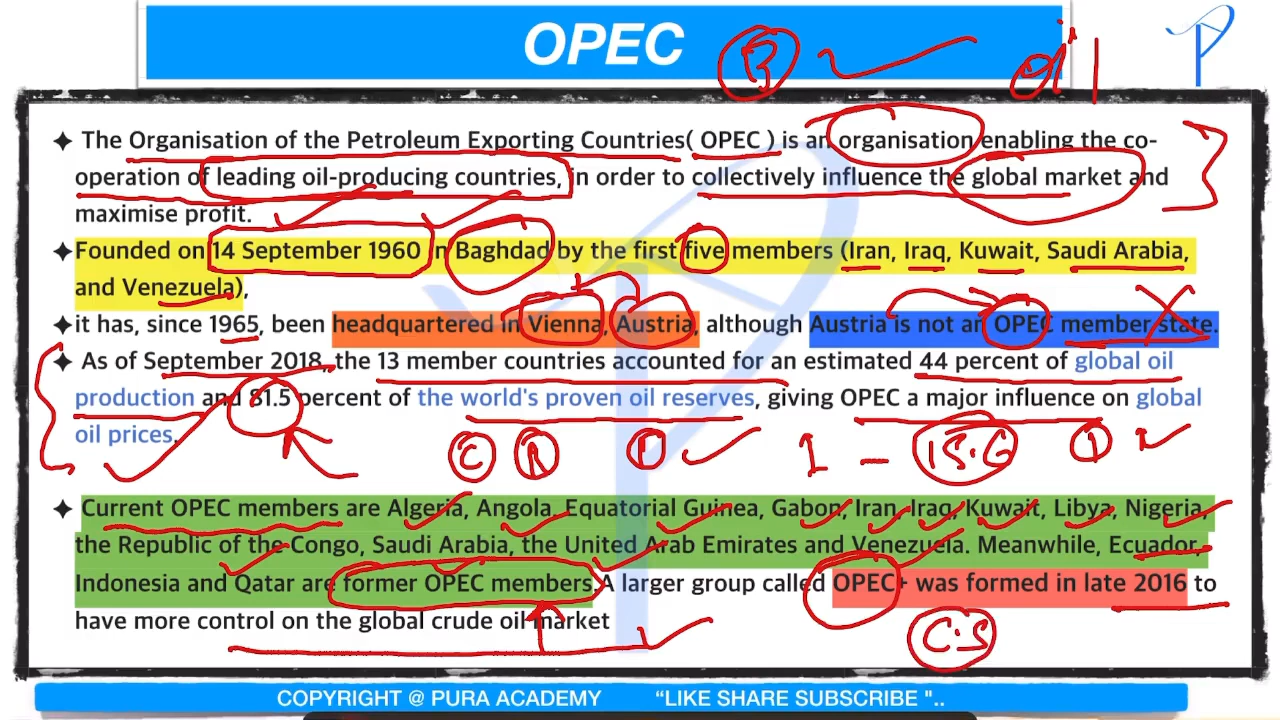 OPEC
B oil
✦ The Organisation of the Petroleum Exporting Countries( OPEC ) is an organisation enabling the co-
operation of leading oil-producing countries, in order to collectively influence the global market and
maximise profit.
✦ Founded on 14 September 1960 in Baghdad by the first five members (Iran, Iraq, Kuwait, Saudi Arabia,
and Venezuela),
✦ it has, since 1965, been headquartered in Vienna, Austria, although Austria is not an OPEC member state.
✦ As of September 2018, the 13 member countries accounted for an estimated 44 percent of global oil
production and 81.5 percent of the world's proven oil reserves, giving OPEC a major influence on global
oil prices.
C R P
✦ Current OPEC members are Algeria, Angola, Equatorial Guinea, Gabon, Iran, Iraq, Kuwait, Libya, Nigeria,
the Republic of the Congo, Saudi Arabia, the United Arab Emirates and Venezuela. Meanwhile, Ecuador,
Indonesia and Qatar are former OPEC members.A larger group called OPEC+ was formed in late 2016 to
have more control on the global crude oil market
C.S
COPYRIGHT @ PURA ACADEMY “LIKE SHARE SUBSCRIBE "..